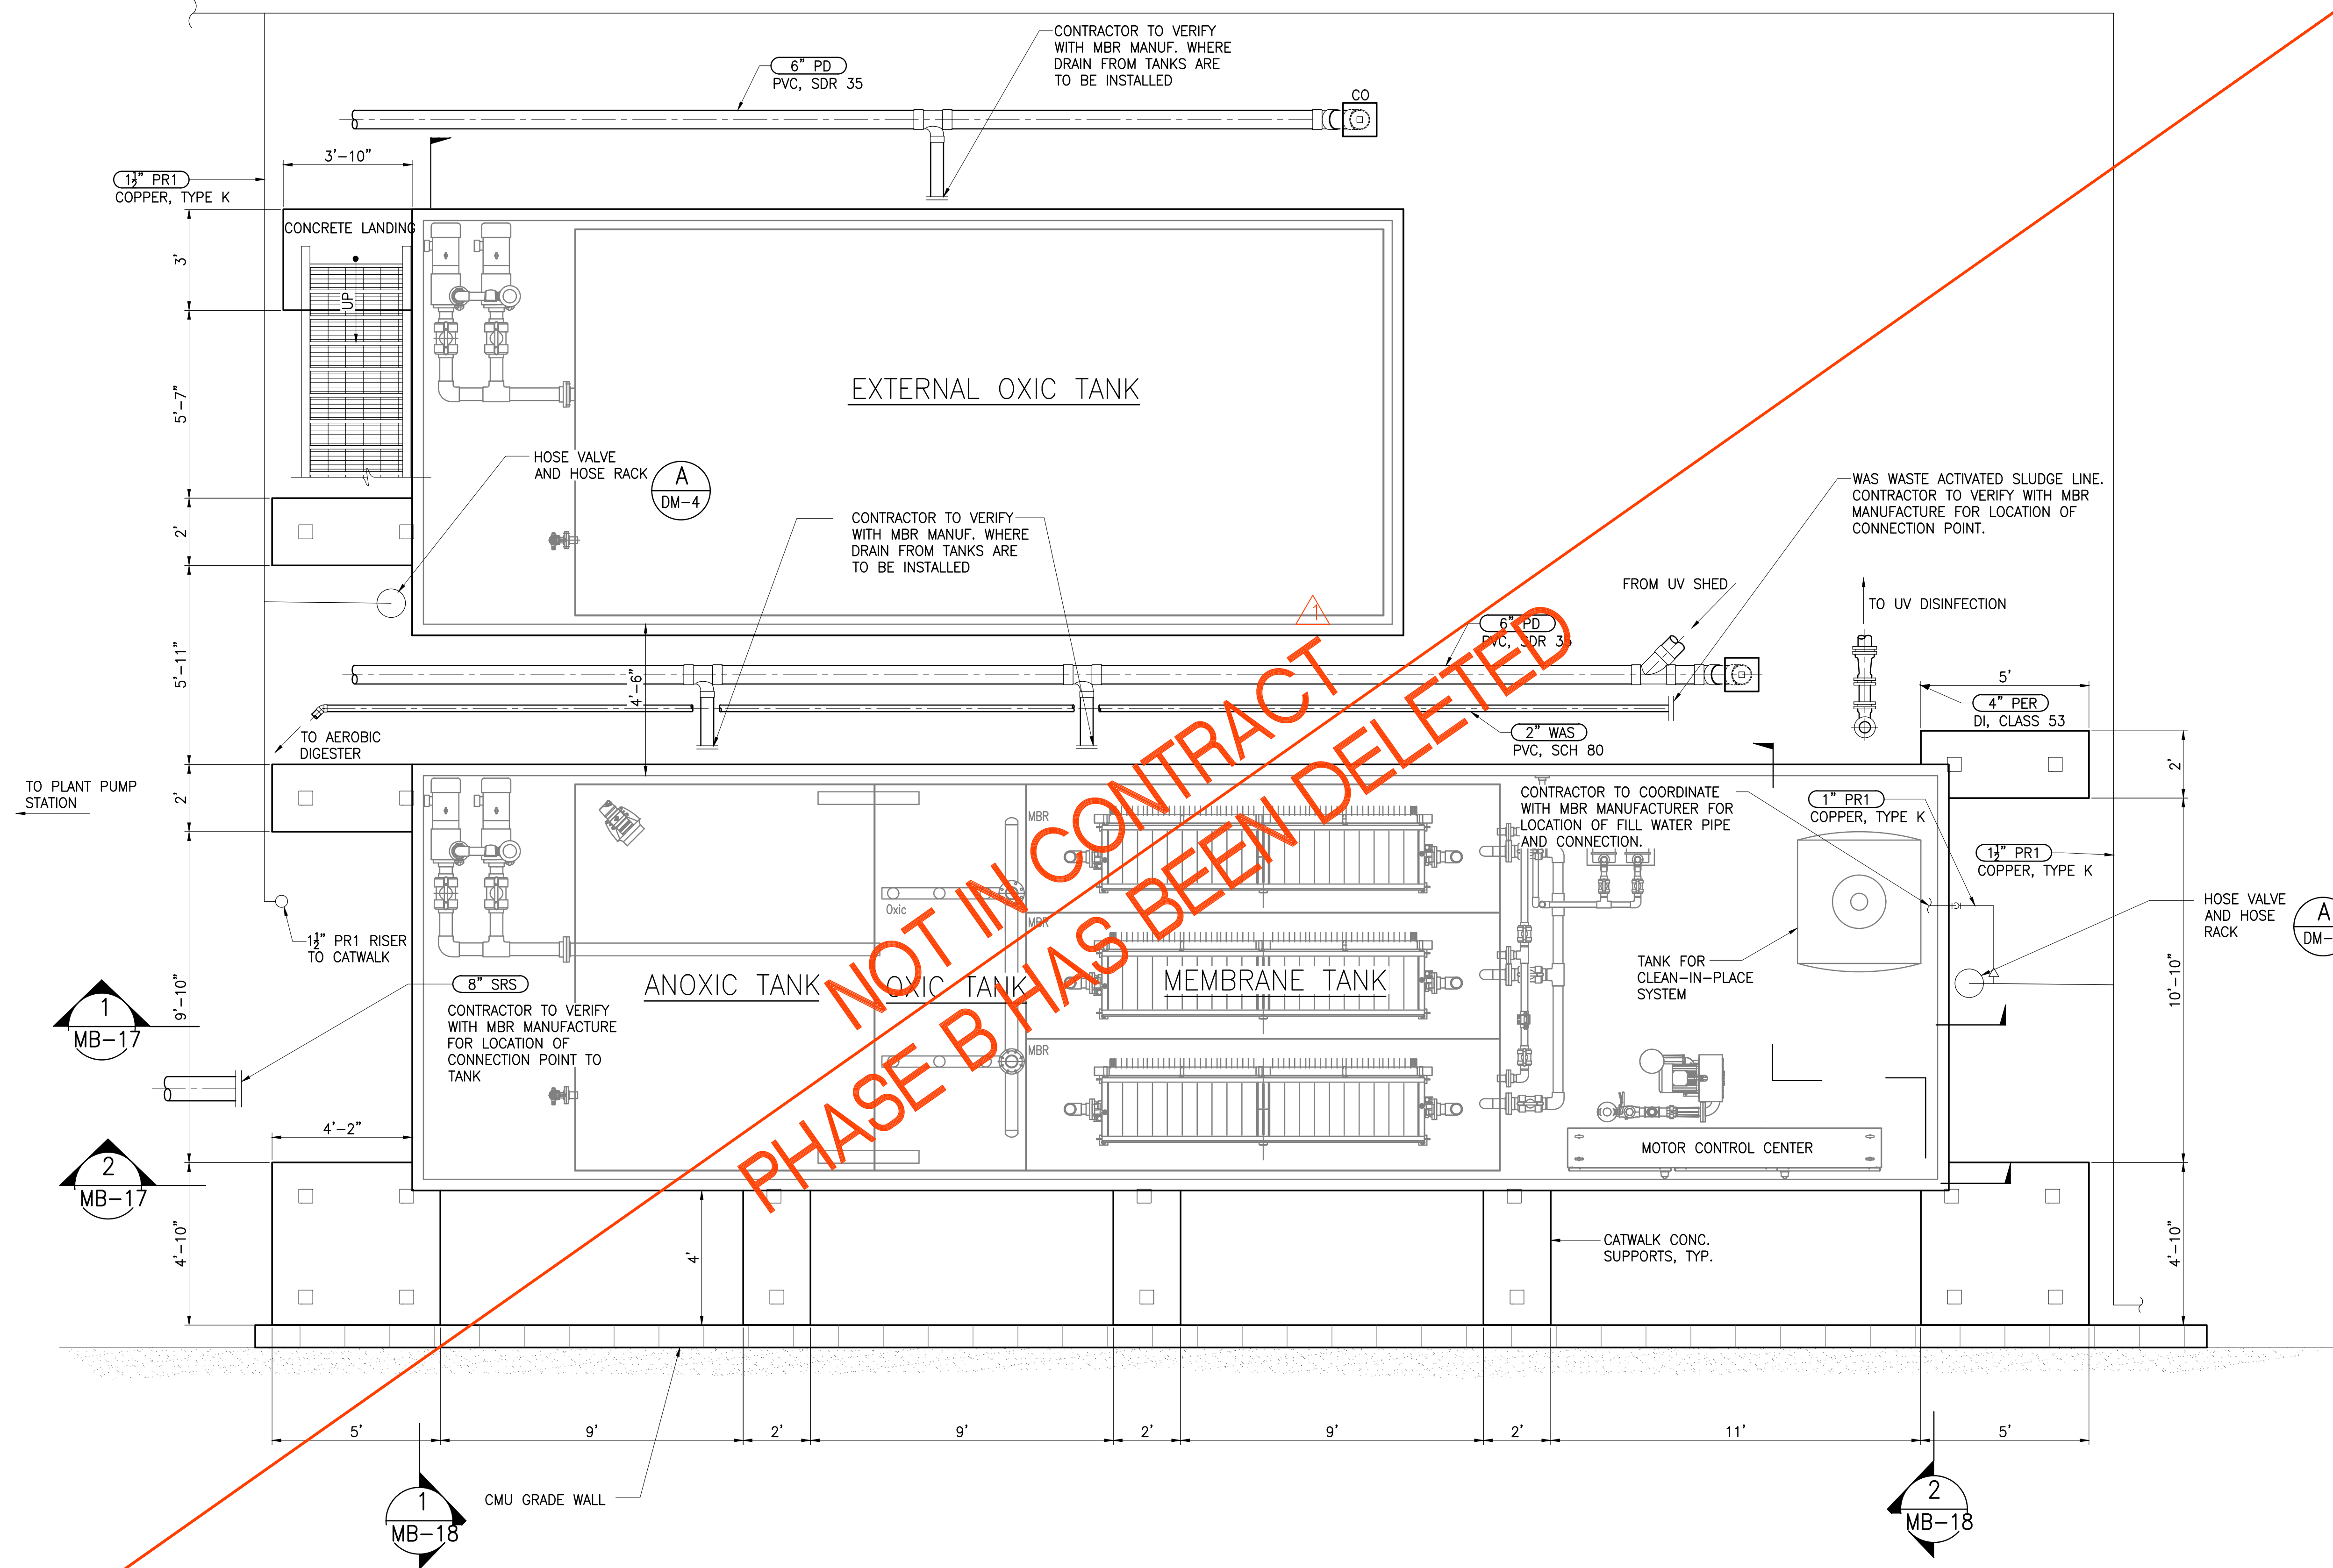 CONTRACTOR TO VERIFY
WITH MBR MANUF. WHERE
DRAIN FROM TANKS ARE
TO BE INSTALLED
6" PD
PVC, SDR 35
CO
3'-10"
1½" PR1
COPPER, TYPE K
CONCRETE LANDING
3'
UP
5'-7"
EXTERNAL OXIC TANK
HOSE VALVE
AND HOSE RACK
A
DM-4
2'
CONTRACTOR TO VERIFY
WITH MBR MANUF. WHERE
DRAIN FROM TANKS ARE
TO BE INSTALLED
WAS WASTE ACTIVATED SLUDGE LINE.
CONTRACTOR TO VERIFY WITH MBR
MANUFACTURE FOR LOCATION OF
CONNECTION POINT.
FROM UV SHED
TO UV DISINFECTION
1
6" PD
PVC, SDR 35
5'-11"
4'-6"
5'
4" PER
DI, CLASS 53
2" WAS
PVC, SCH 80
TO AEROBIC
DIGESTER
TO PLANT PUMP
STATION
2'
2'
CONTRACTOR TO COORDINATE
WITH MBR MANUFACTURER FOR
LOCATION OF FILL WATER PIPE
AND CONNECTION.
1" PR1
COPPER, TYPE K
1½" PR1
COPPER, TYPE K
MBR
Oxic
MBR
MBR
HOSE VALVE
AND HOSE
RACK
A
DM-
1½" PR1 RISER
TO CATWALK
9'-10"
10'-10"
8" SRS
CONTRACTOR TO VERIFY
WITH MBR MANUFACTURE
FOR LOCATION OF
CONNECTION POINT TO
TANK
ANOXIC TANK
OXIC TANK
MEMBRANE TANK
TANK FOR
CLEAN-IN-PLACE
SYSTEM
NOT IN CONTRACT
PHASE B HAS BEEN DELETED
1
MB-17
2
MB-17
4'-2"
MOTOR CONTROL CENTER
4'-10"
4'
CATWALK CONC.
SUPPORTS, TYP.
4'-10"
5'
9'
2'
9'
2'
9'
2'
11'
5'
CMU GRADE WALL
1
MB-18
2
MB-18